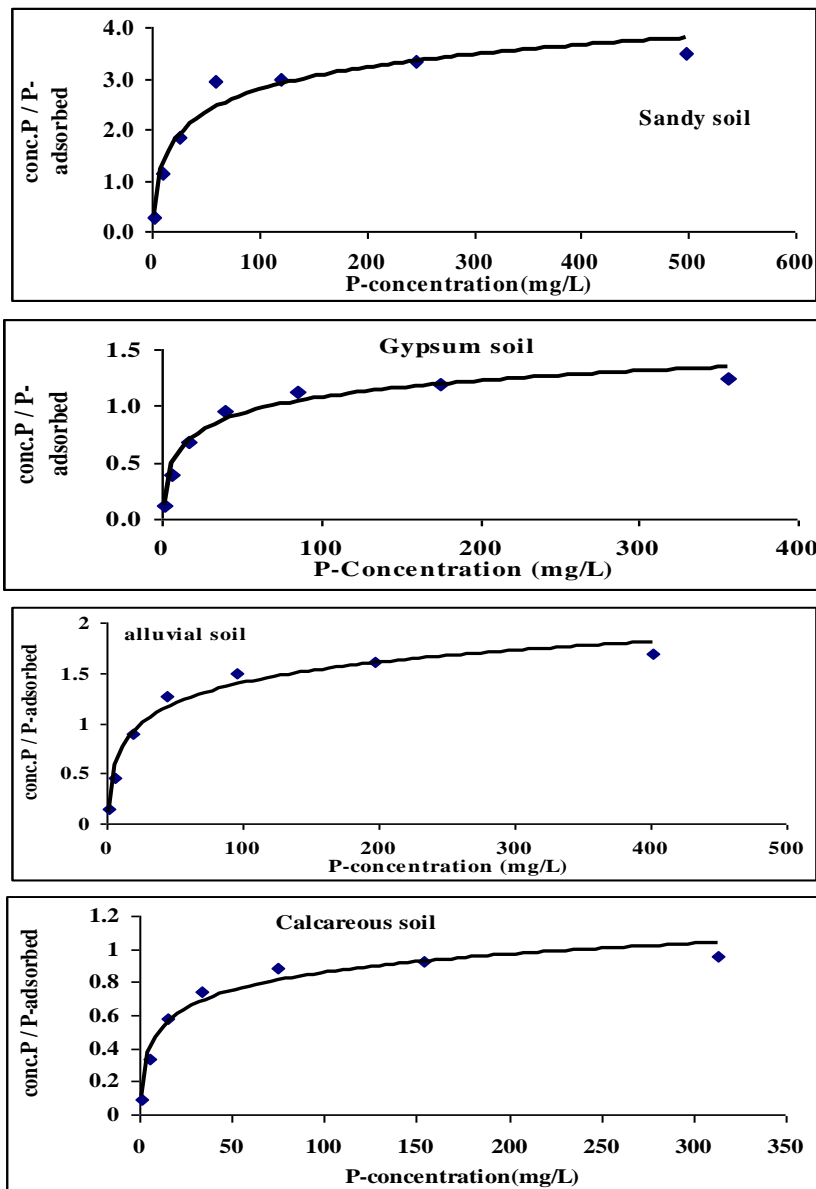 4.0
3.0
2.0
1.0
0.0
conc.P / P-
adsorbed
Sandy soil
0 100 200 300 400 500 600
P-concentration(mg/L)
Gypsum soil
1.5
1.0
0.5
0.0
conc.P / P-
adsorbed
0 100 200 300 400
P-Concentration (mg/L)
alluvial soil
2
1.5
1
0.5
0
conc.P / P-adsorbed
0 100 200 300 400 500
P-concentration (mg/L)
Calcareous soil
1.2
1
0.8
0.6
0.4
0.2
0
conc.P / P-adsorbed
0 50 100 150 200 250 300 350
P-concentration(mg/L)